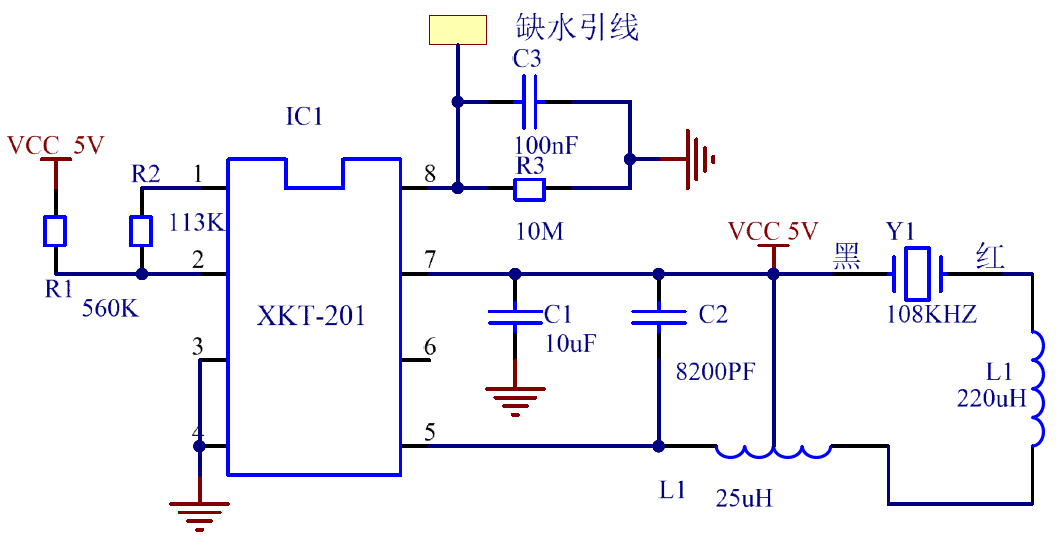 缺水引线
C3
IC1
100nF
VCC 5V
R2
1
8
R3
113K
10M
VCC 5V
Y1
2
7
黑
红
R1
560K
XKT-201
C1
C2
108KHZ
10uF
3
6
8200PF
L1
220uH
4
5
L1
25uH